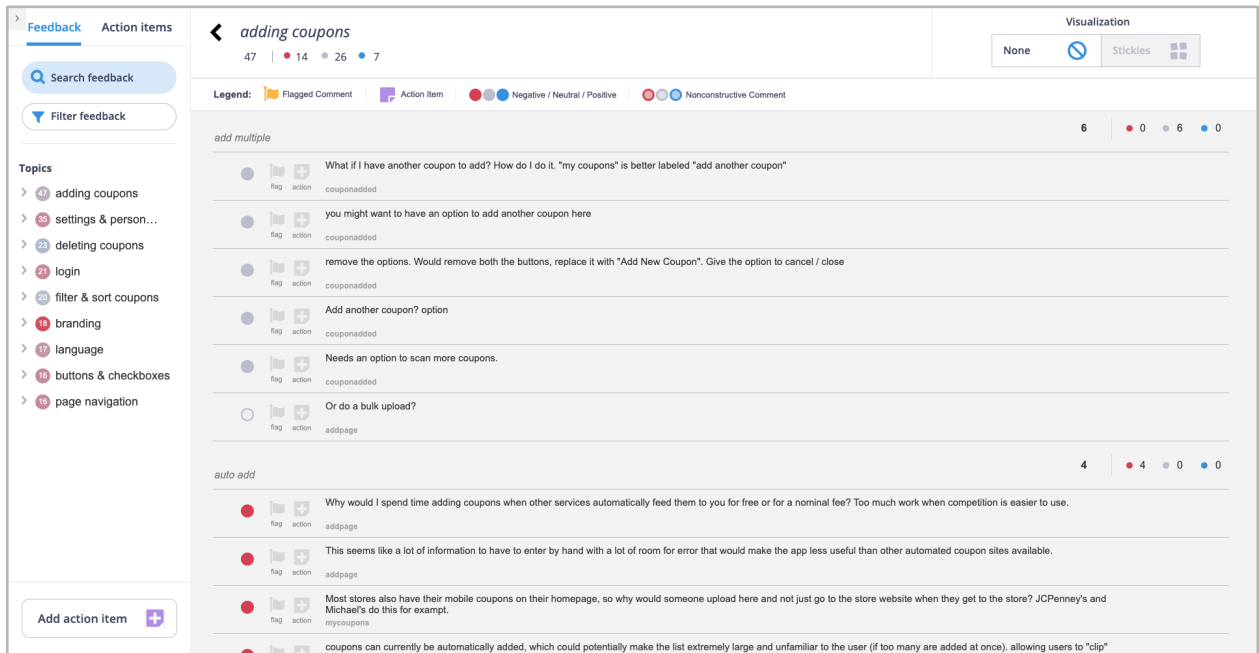 Feedback Action items
Search feedback
Filter feedback
Topics
47 adding coupons
35 settings & person...
23 deleting coupons
21 login
20 filter & sort coupons
18 branding
17 language
16 buttons & checkboxes
16 page navigation
Add action item
adding coupons
47 14 26 7
Visualization
None Stickies
Legend: Flagged Comment Action Item Negative / Neutral / Positive Nonconstructive Comment
add multiple 6 0 6 0
What if I have another coupon to add? How do I do it. "my coupons" is better labeled "add another coupon"
flag action couponadded
you might want to have an option to add another coupon here
flag action couponadded
remove the options. Would remove both the buttons, replace it with "Add New Coupon". Give the option to cancel / close
flag action couponadded
Add another coupon? option
flag action couponadded
Needs an option to scan more coupons.
flag action couponadded
Or do a bulk upload?
flag action addpage
auto add 4 4 0 0
Why would I spend time adding coupons when other services automatically feed them to you for free or for a nominal fee? Too much work when competition is easier to use.
flag action addpage
This seems like a lot of information to have to enter by hand with a lot of room for error that would make the app less useful than other automated coupon sites available.
flag action addpage
Most stores also have their mobile coupons on their homepage, so why would someone upload here and not just go to the store website when they get to the store? JCPenney's and
Michael's do this for exampt.
flag action mycoupons
coupons can currently be automatically added, which could potentially make the list extremely large and unfamiliar to the user (if too many are added at once). allowing users to "clip"